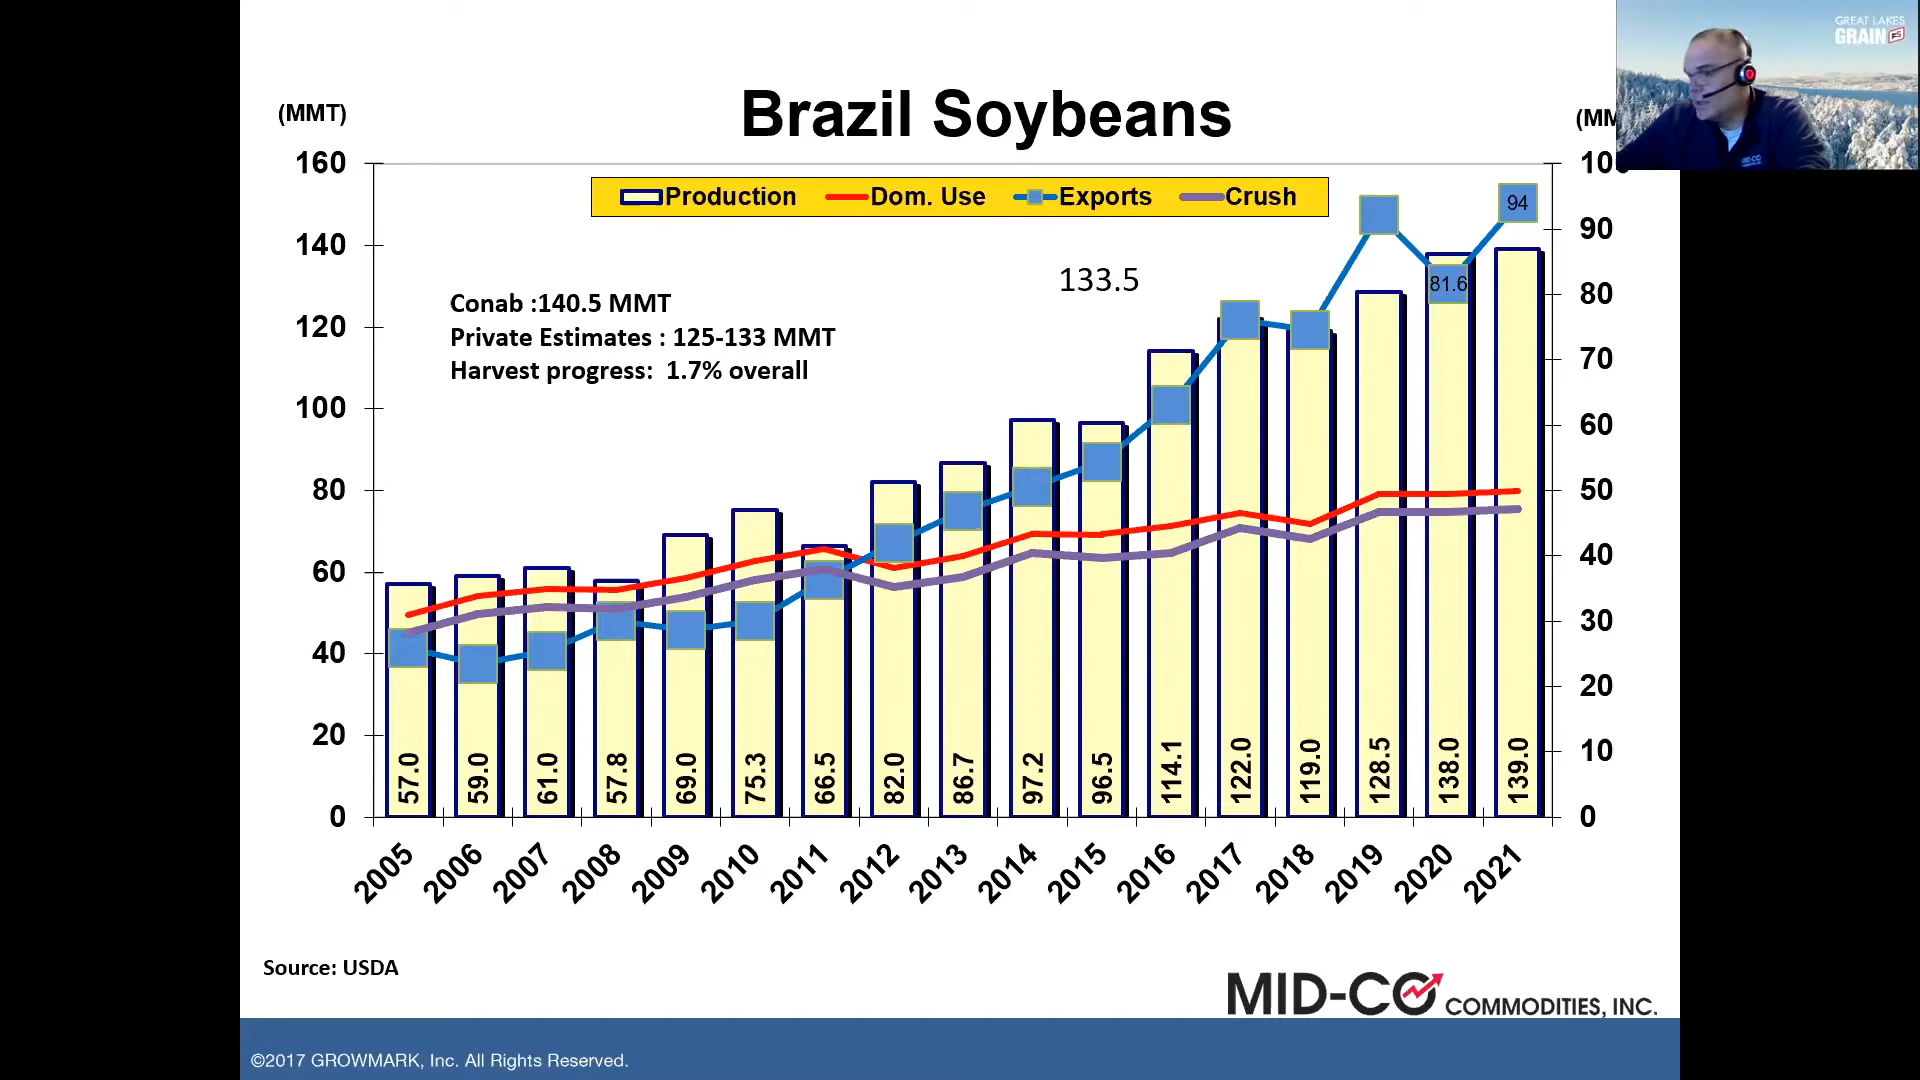 GREAT LAKES
GRAIN FS
Brazil Soybeans
(MMT)
(MM
Production Dom. Use Exports Crush
160
140
120
100
80
60
40
20
0
10
90
80
70
60
50
40
30
20
10
0
133.5
Conab :140.5 MMT
Private Estimates : 125-133 MMT
Harvest progress: 1.7% overall
94
81.6
57.0 59.0 61.0 57.8 69.0 75.3 66.5 82.0 86.7 97.2 96.5 114.1 122.0 119.0 128.5 138.0 139.0
2005 2006 2007 2008 2009 2010 2011 2012 2013 2014 2015 2016 2017 2018 2019 2020 2021
Source: USDA
MID-CO COMMODITIES, INC.
©2017 GROWMARK, Inc. All Rights Reserved.